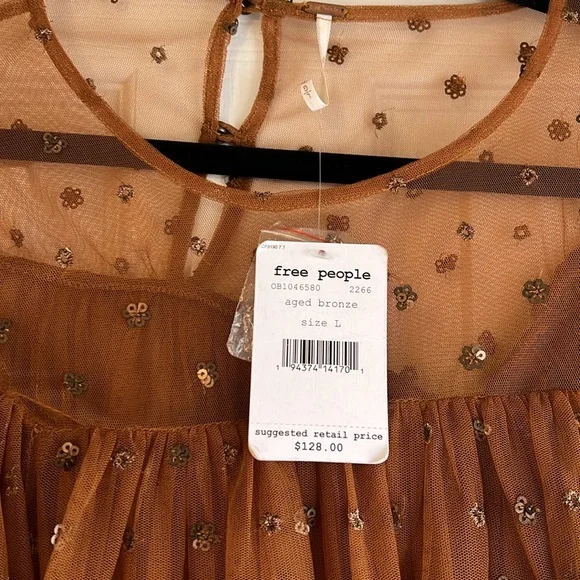 free people
OB1046580 2266
aged bronze
size L
1 94374 14170 1
suggested retail price
$128.00